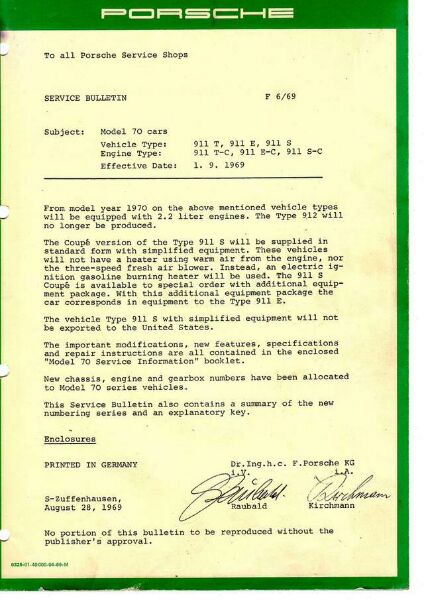 PORSCHE
To all Porsche Service Shops
SERVICE BULLETIN F 6/69
Subject: Model 70 cars
Vehicle Type: 911 T, 911 E, 911 S
Engine Type: 911 T-C, 911 E-C, 911 S-C
Effective Date: 1. 9. 1969
From model year 1970 on the above mentioned vehicle types
will be equipped with 2.2 liter engines. The Type 912 will
no longer be produced.
The Coupé version of the Type 911 S will be supplied in
standard form with simplified equipment. These vehicles
will not have a heater using warm air from the engine, nor
the three-speed fresh air blower. Instead, an electric ig-
nition gasoline burning heater will be used. The 911 S
Coupé is available to special order with additional equip-
ment package. With this additional equipment package the
car corresponds in equipment to the Type 911 E.
The vehicle Type 911 S with simplified equipment will not
be exported to the United States.
The important modifications, new features, specifications
and repair instructions are all contained in the enclosed
"Model 70 Service Information" booklet.
New chassis, engine and gearbox numbers have been allocated
to Model 70 series vehicles.
This Service Bulletin also contains a summary of the new
numbering series and an explanatory key.
Enclosures
PRINTED IN GERMANY Dr.Ing.h.c. F.Porsche KG
i.V. i.A.
Raubald Kirchmann
S-Zuffenhausen, Raubald Kirchmann
August 28, 1969
No portion of this bulletin to be reproduced without the
publisher's approval.